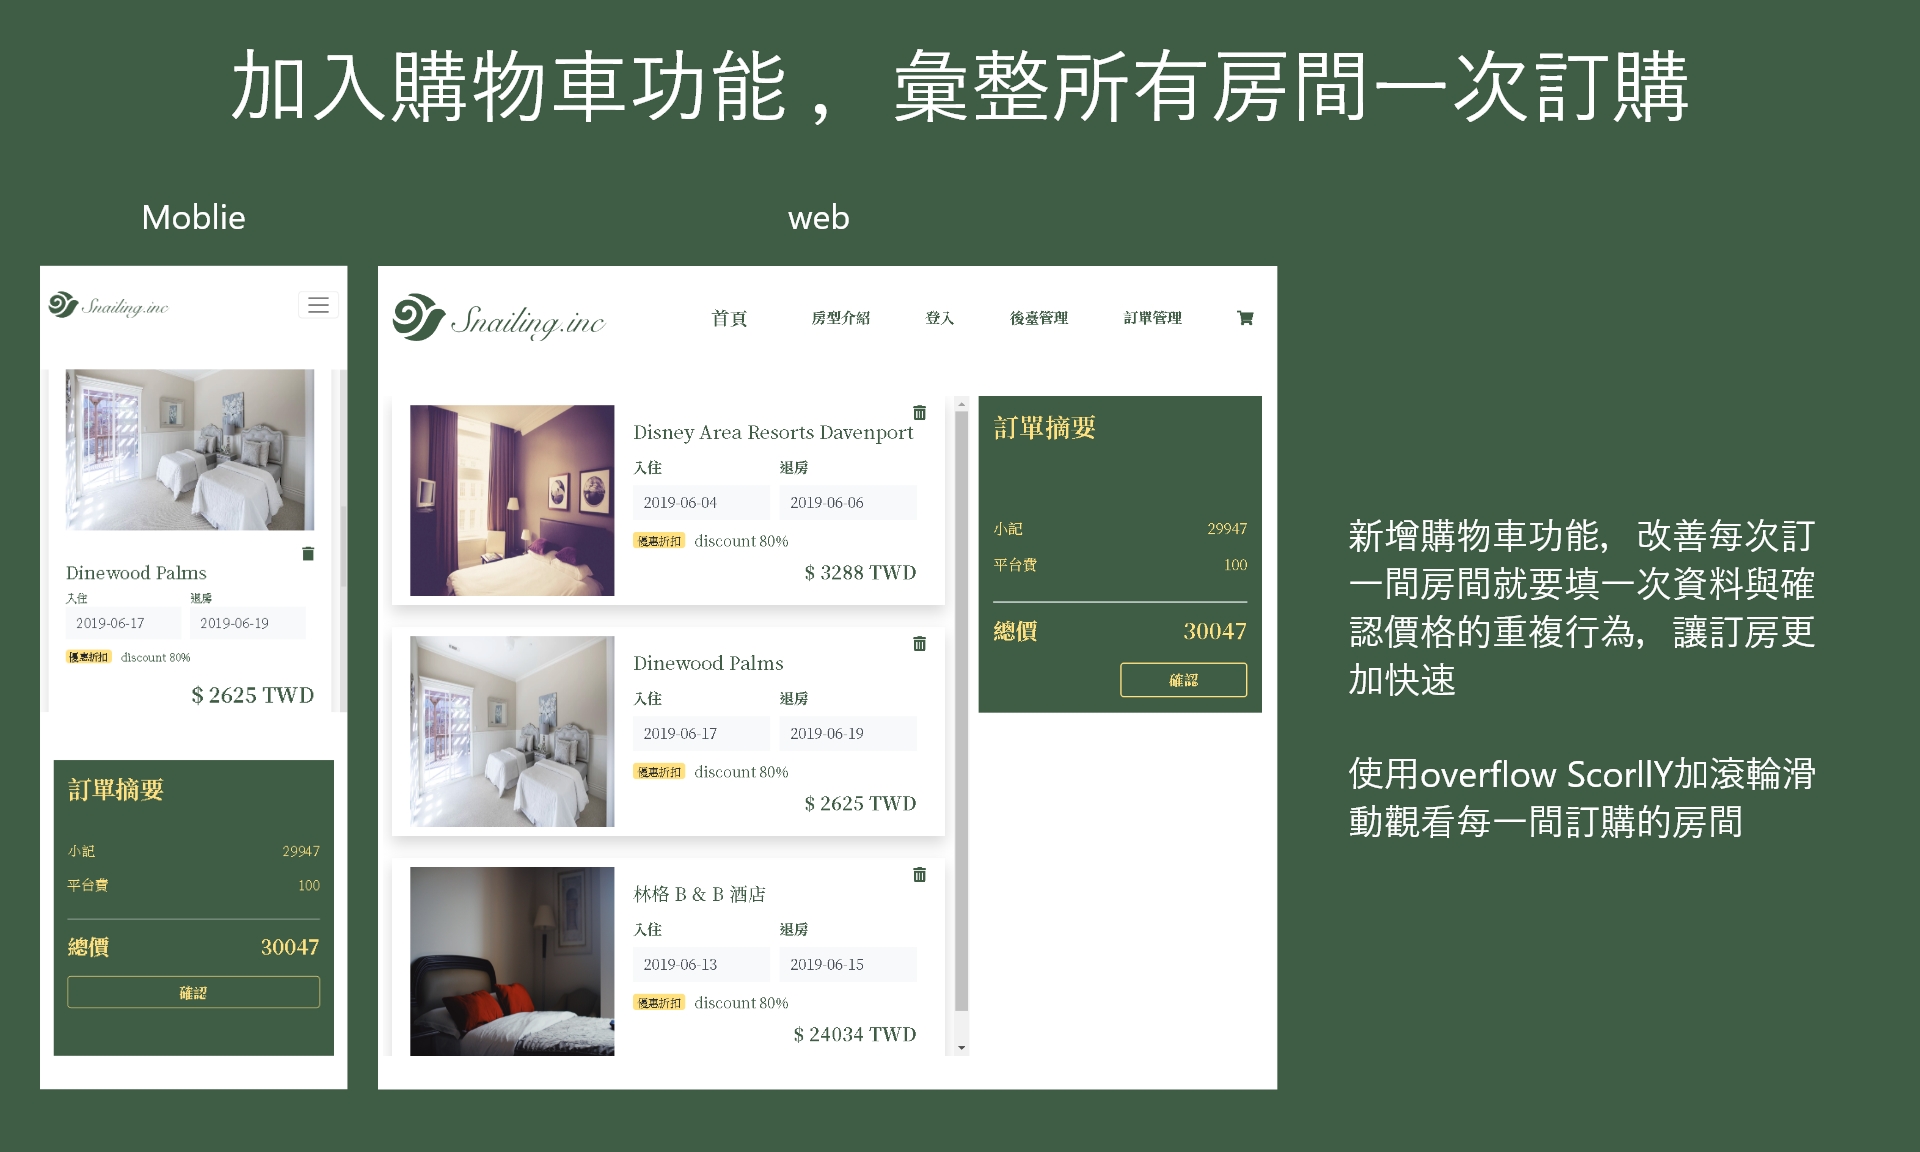 加入購物車功能，彙整所有房間一次訂購
Moblie
web
Snailing.inc
Dinewood Palms
入住 退房
2019-06-17 2019-06-19
優惠折扣 discount 80%
$ 2625 TWD
訂單摘要
小記 29947
平台費 100
總價 30047
確認
Snailing.inc 首頁 房型介紹 登入 後臺管理 訂單管理
Disney Area Resorts Davenport
入住 退房
2019-06-04 2019-06-06
優惠折扣 discount 80%
$ 3288 TWD
Dinewood Palms
入住 退房
2019-06-17 2019-06-19
優惠折扣 discount 80%
$ 2625 TWD
林格 B & B 酒店
入住 退房
2019-06-13 2019-06-15
優惠折扣 discount 80%
$ 24034 TWD
訂單摘要
小記 29947
平台費 100
總價 30047
確認
新增購物車功能，改善每次訂
一間房間就要填一次資料與確
認價格的重複行為，讓訂房更
加快速
使用overflow ScorllY加滾輪滑
動觀看每一間訂購的房間